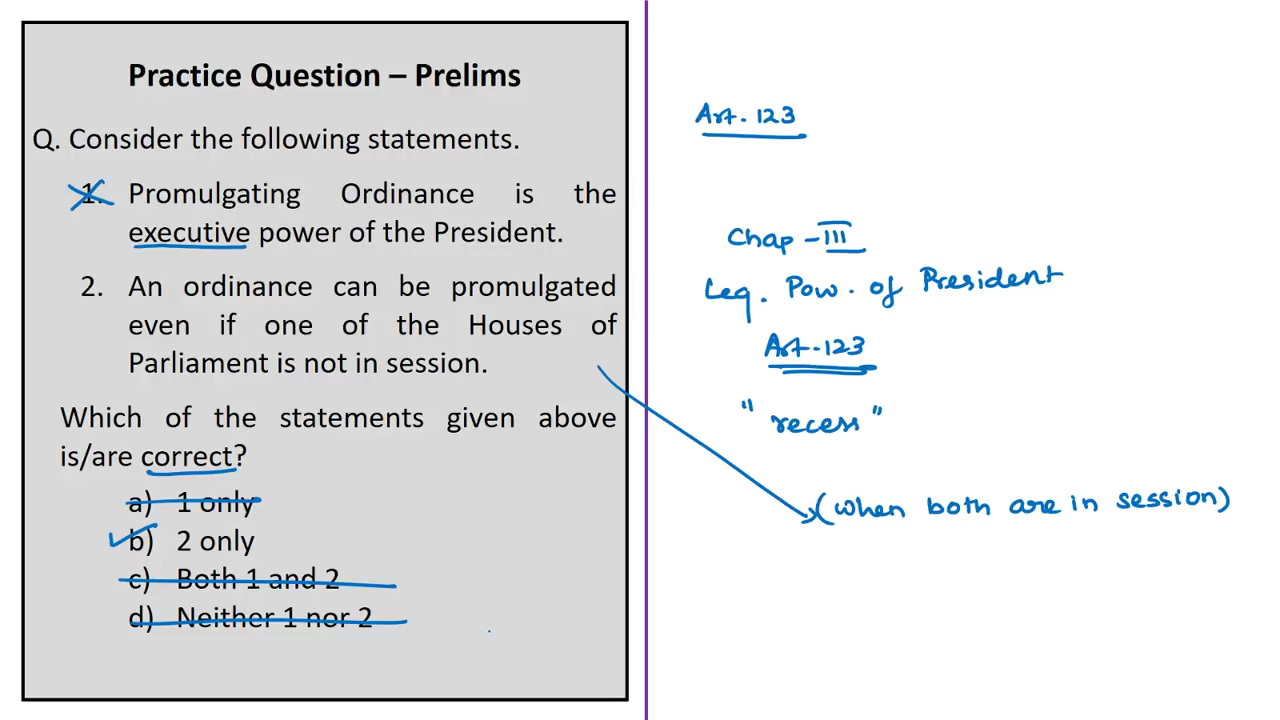 Practice Question – Prelims
Q. Consider the following statements.
1. Promulgating Ordinance is the
executive power of the President.
2. An ordinance can be promulgated
even if one of the Houses of
Parliament is not in session.
Which of the statements given above
is/are correct?
a) 1 only
b) 2 only
c) Both 1 and 2
d) Neither 1 nor 2
Art. 123
Chap - III
Leg. Pow. of President
Art. 123
"recess"
(when both are in session)